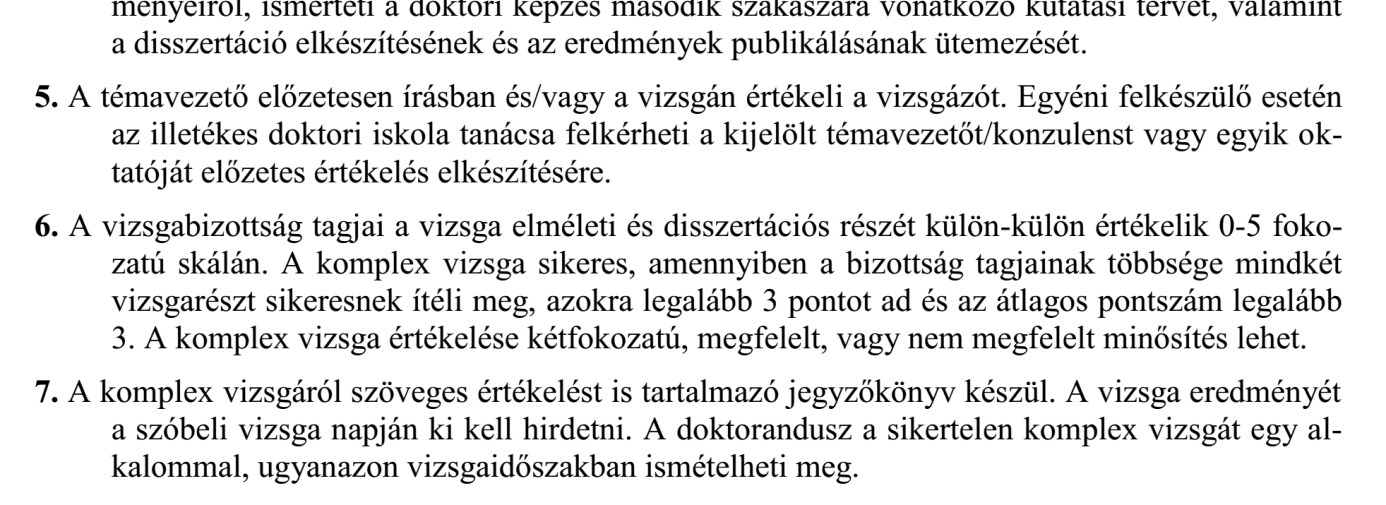 ményeiről, ismerteti a doktori képzés második szakaszára vonatkozó kutatási tervét, valamint
a disszertáció elkészítésének és az eredmények publikálásának ütemezését.
5. A témavezető előzetesen írásban és/vagy a vizsgán értékeli a vizsgázót. Egyéni felkészülő esetén
az illetékes doktori iskola tanácsa felkérheti a kijelölt témavezetőt/konzulenst vagy egyik ok-
tatóját előzetes értékelés elkészítésére.
6. A vizsgabizottság tagjai a vizsga elméleti és disszertációs részét külön-külön értékelik 0-5 foko-
zatú skálán. A komplex vizsga sikeres, amennyiben a bizottság tagjainak többsége mindkét
vizsgarészt sikeresnek ítéli meg, azokra legalább 3 pontot ad és az átlagos pontszám legalább
3. A komplex vizsga értékelése kétfokozatú, megfelelt, vagy nem megfelelt minősítés lehet.
7. A komplex vizsgáról szöveges értékelést is tartalmazó jegyzőkönyv készül. A vizsga eredményét
a szóbeli vizsga napján ki kell hirdetni. A doktorandusz a sikertelen komplex vizsgát egy al-
kalommal, ugyanazon vizsgaidőszakban ismételheti meg.